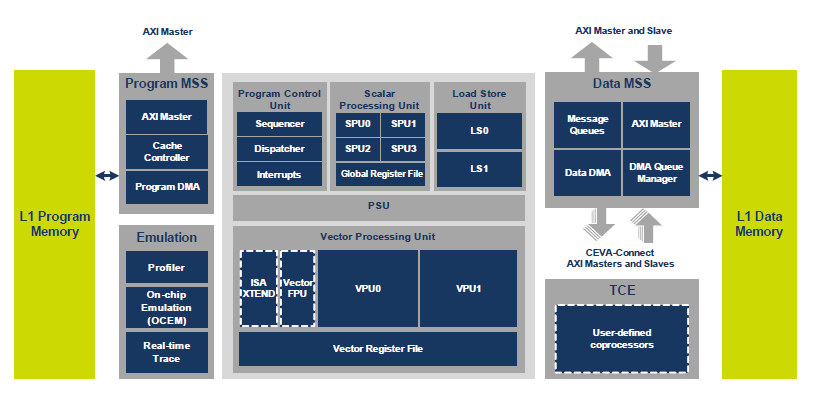 AXI Master
AXI Master and Slave
L1 Program
Memory
Program MSS
AXI Master
Cache
Controller
Program DMA
Emulation
Profiler
On-chip
Emulation
(OCEM)
Real-time
Trace
Program Control
Unit
Sequencer
Dispatcher
Interrupts
Scalar
Processing Unit
SPU0
SPU1
SPU2
SPU3
Global Register File
Load Store
Unit
LS0
LS1
PSU
Vector Processing Unit
ISA
XTEND
Vector
FPU
VPU0
VPU1
Vector Register File
Data MSS
Message
Queues
AXI Master
Data DMA
DMA Queue
Manager
CEVA-Connect
AXI Masters and Slaves
TCE
User-defined
coprocessors
L1 Data
Memory